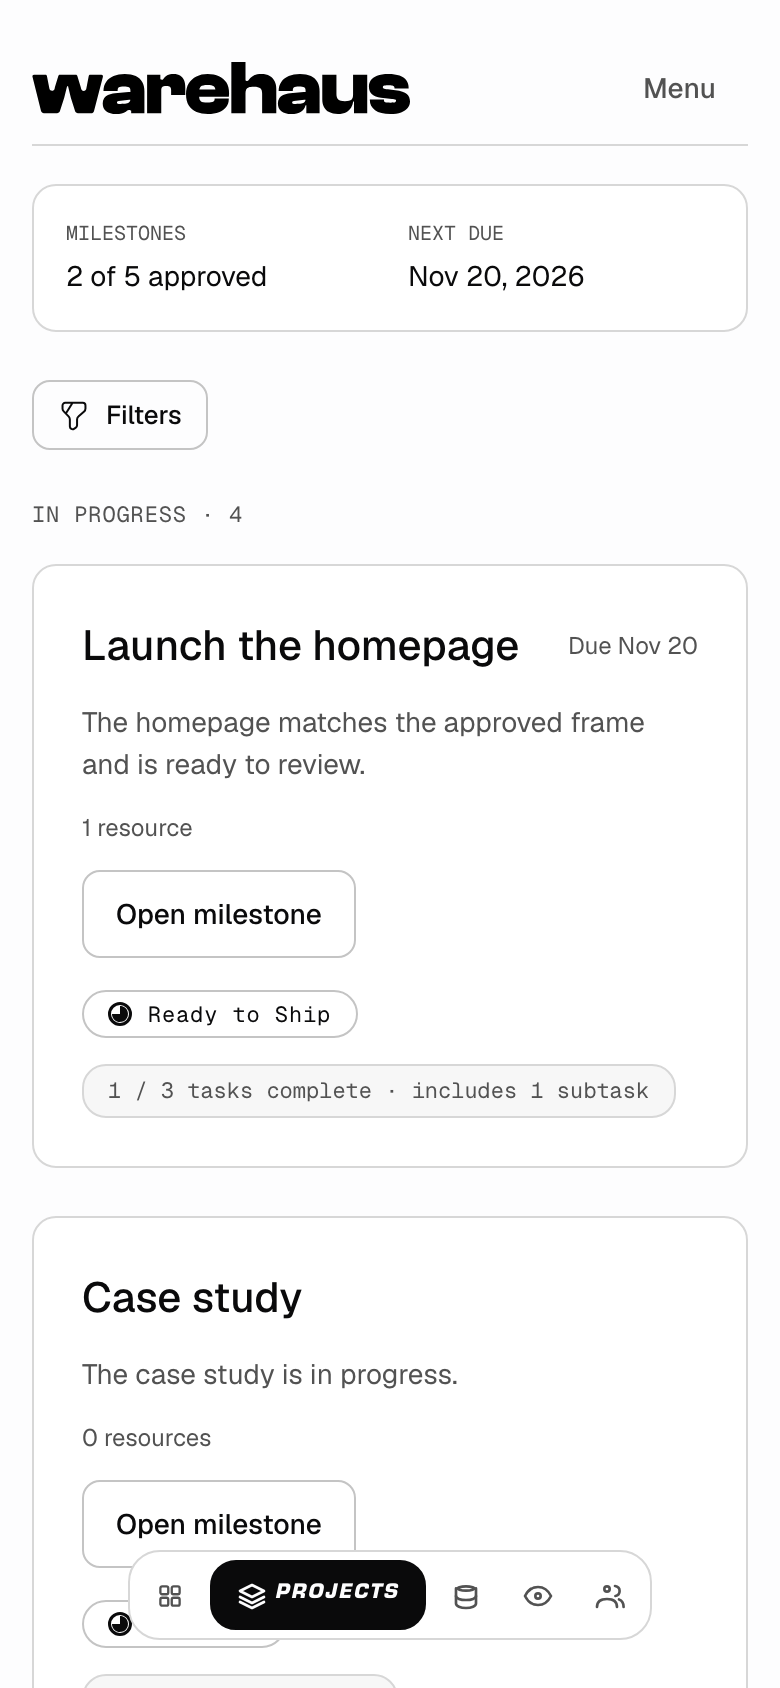 warehaus
Menu
MILESTONES
2 of 5 approved
NEXT DUE
Nov 20, 2026
Filters
IN PROGRESS · 4
Launch the homepage
Due Nov 20
The homepage matches the approved frame
and is ready to review.
1 resource
Open milestone
Ready to Ship
1 / 3 tasks complete · includes 1 subtask
Case study
The case study is in progress.
0 resources
Open milestone
PROJECTS